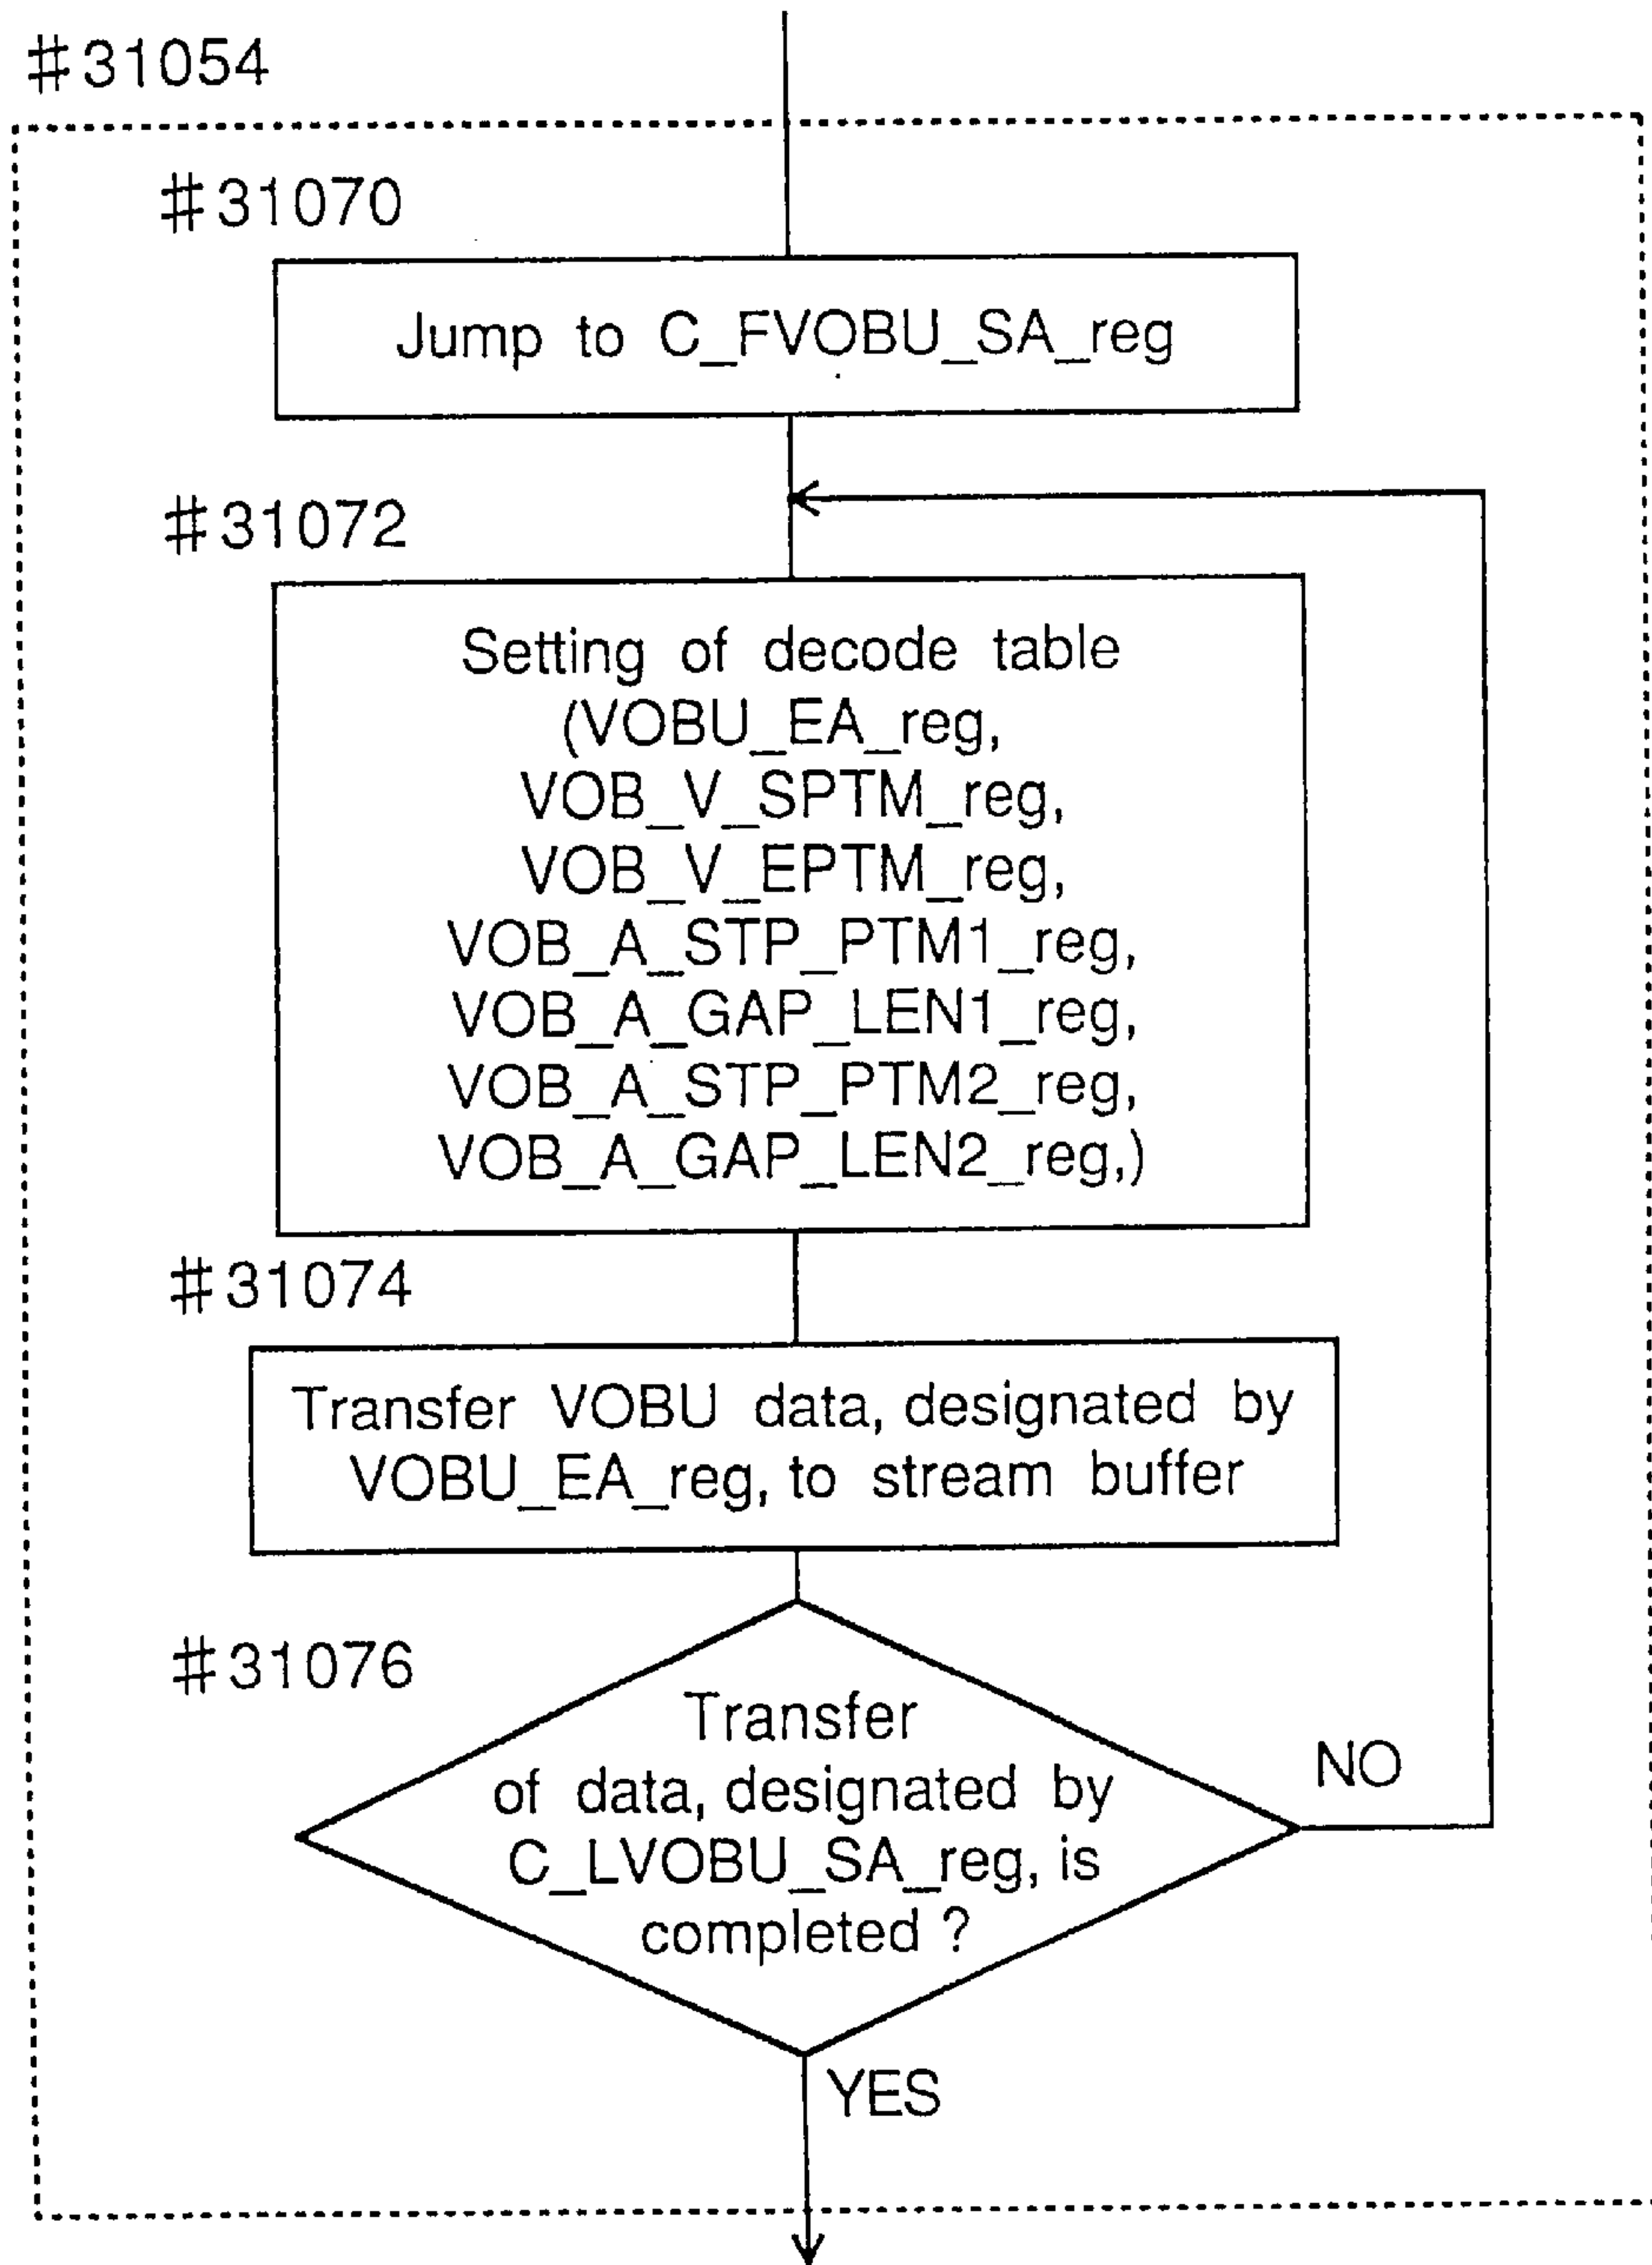 #31054
#31070
Jump to C_FVOBU_SA_reg
#31072
Setting of decode table
(VOBU_EA_reg,
VOB_V_SPTM_reg,
VOB_V_EPTM_reg,
VOB_A_STP_PTM1_reg,
VOB_A_GAP_LEN1_reg,
VOB_A_STP_PTM2_reg,
VOB_A_GAP_LEN2_reg,)
#31074
Transfer VOBU data, designated by
VOBU_EA_reg, to stream buffer
#31076
Transfer
of data, designated by
C_LVOBU_SA_reg, is
completed ?
NO
YES